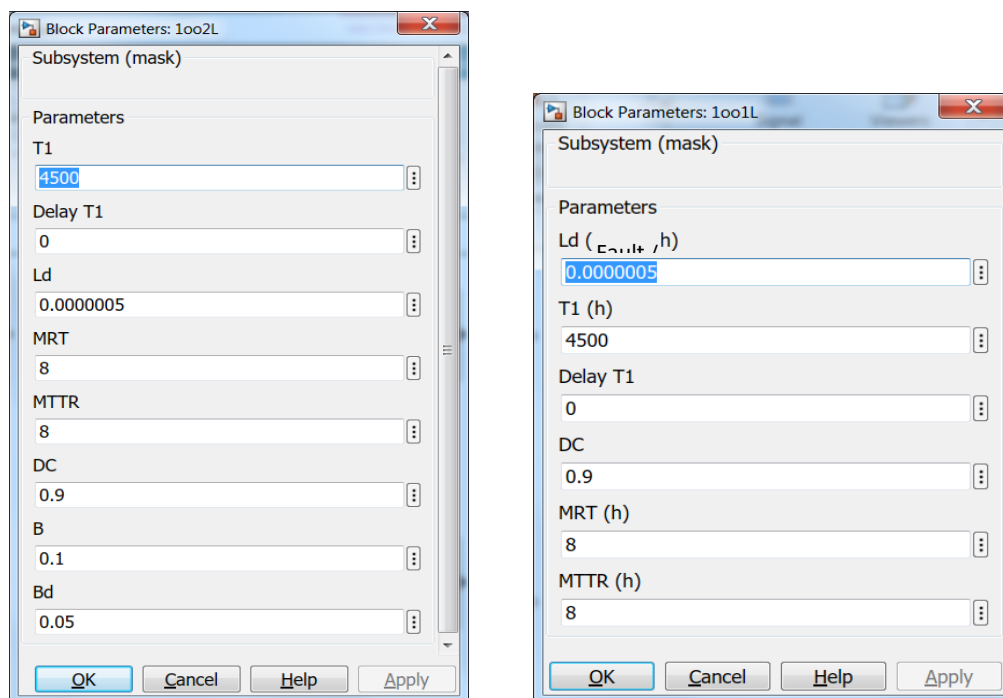 Block Parameters: 1oo2L
Subsystem (mask)
Parameters
T1
4500
Delay T1
0
Ld
0.0000005
MRT
8
MTTR
8
DC
0.9
B
0.1
Bd
0.05
OK Cancel Help Apply
Block Parameters: 1oo1L
Subsystem (mask)
Parameters
Ld ( Fault / h)
0.0000005
T1 (h)
4500
Delay T1
0
DC
0.9
MRT (h)
8
MTTR (h)
8
OK Cancel Help Apply